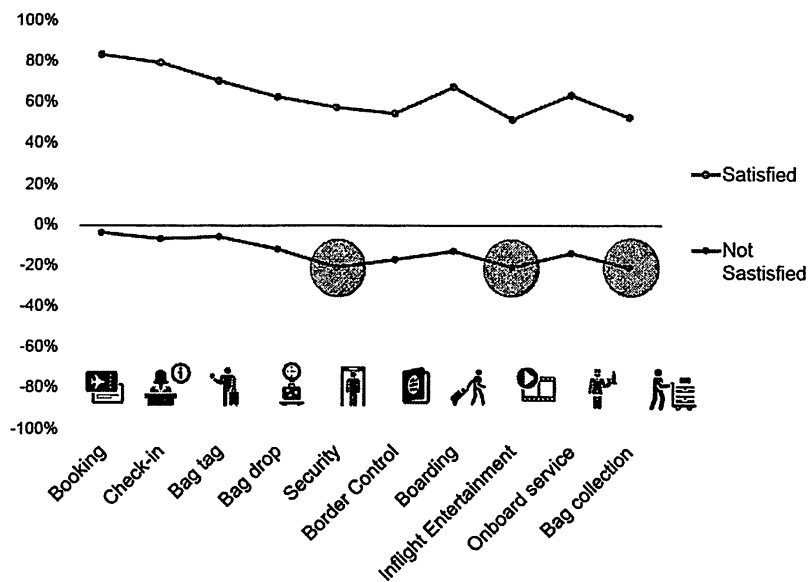 100%
80%
60%
40%
20%
0%
-20%
-40%
-60%
-80%
-100%
Satisfied
Not
Sastisfied
Booking
Check-in
Bag tag
Bag drop
Security
Border Control
Boarding
Inflight Entertainment
Onboard service
Bag collection